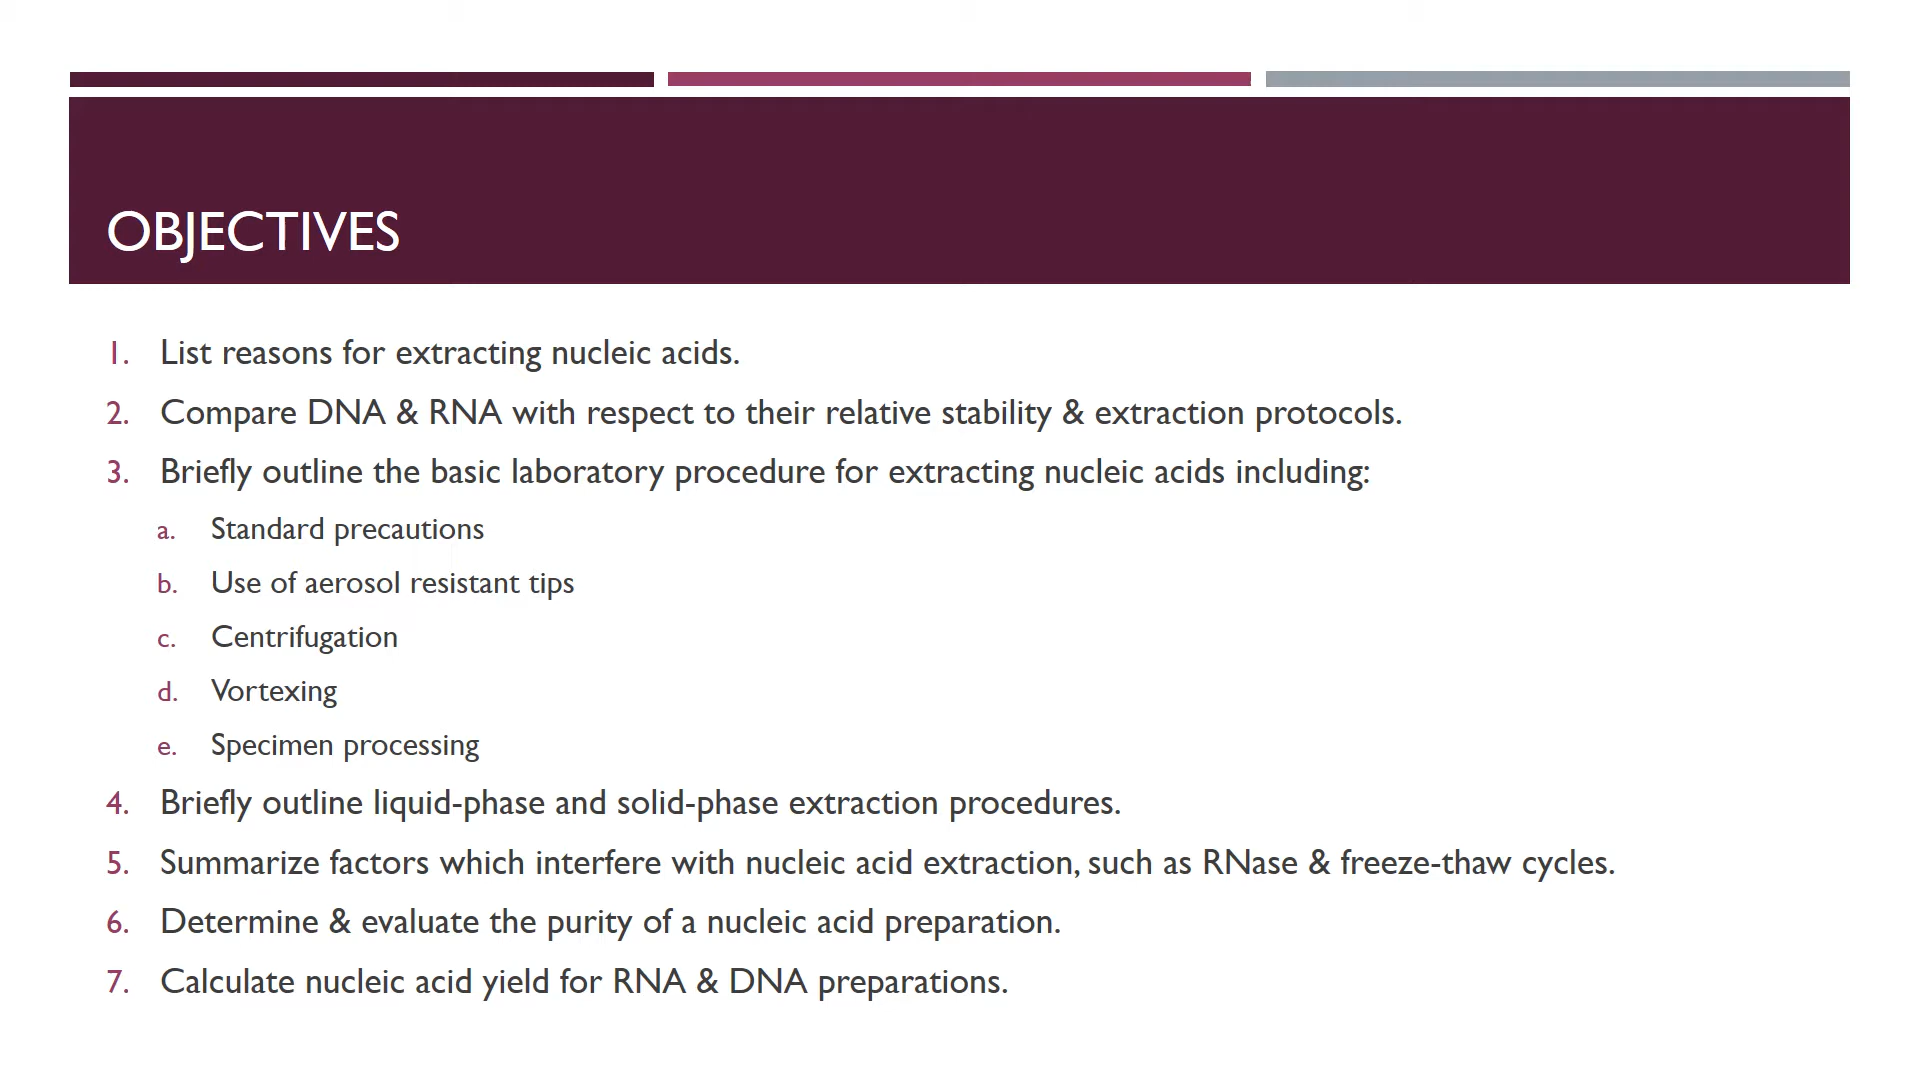 OBJECTIVES
1. List reasons for extracting nucleic acids.
2. Compare DNA & RNA with respect to their relative stability & extraction protocols.
3. Briefly outline the basic laboratory procedure for extracting nucleic acids including:
a. Standard precautions
b. Use of aerosol resistant tips
c. Centrifugation
d. Vortexing
e. Specimen processing
4. Briefly outline liquid-phase and solid-phase extraction procedures.
5. Summarize factors which interfere with nucleic acid extraction, such as RNase & freeze-thaw cycles.
6. Determine & evaluate the purity of a nucleic acid preparation.
7. Calculate nucleic acid yield for RNA & DNA preparations.